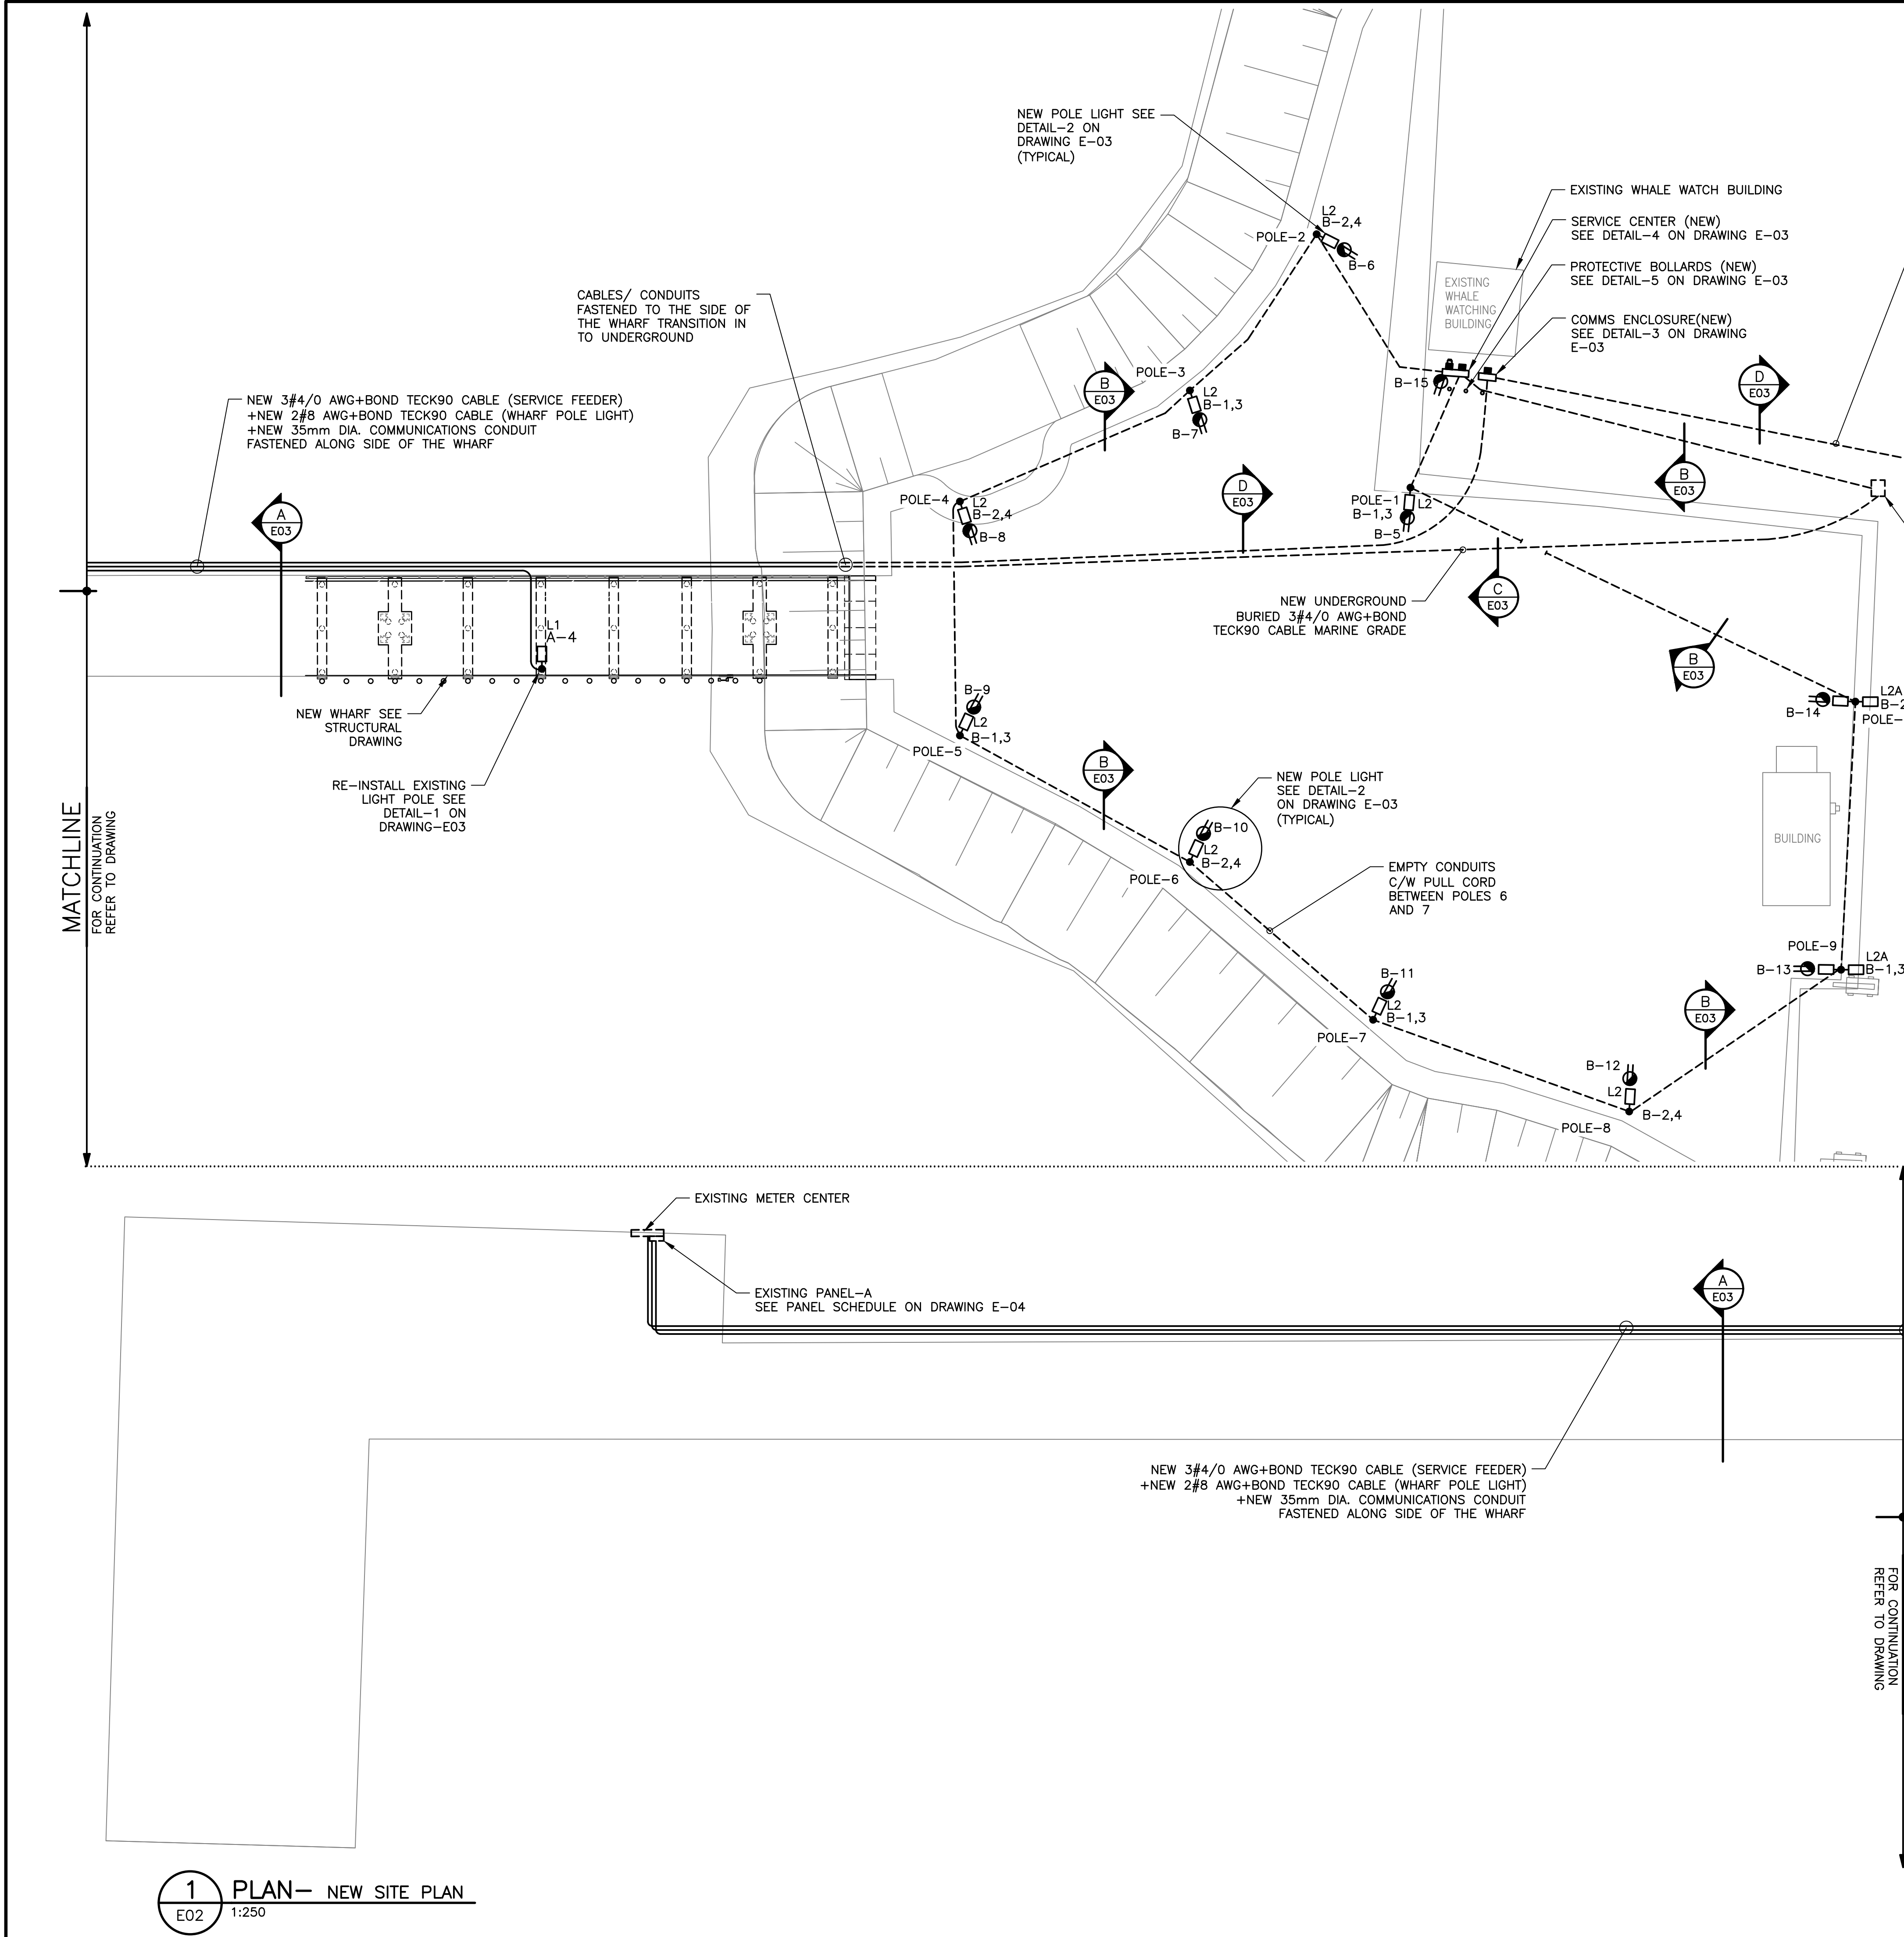 NEW POLE LIGHT SEE
DETAIL-2 ON
DRAWING E-03
(TYPICAL)
EXISTING WHALE WATCH BUILDING
SERVICE CENTER (NEW)
SEE DETAIL-4 ON DRAWING E-03
PROTECTIVE BOLLARDS (NEW)
SEE DETAIL-5 ON DRAWING E-03
COMMS ENCLOSURE(NEW)
SEE DETAIL-3 ON DRAWING
E-03
L2
B-2,4
POLE-2
B-6
EXISTING
WHALE
WATCHING
BUILDING
CABLES/ CONDUITS
FASTENED TO THE SIDE OF
THE WHARF TRANSITION IN
TO UNDERGROUND
POLE-3
L2
B-1,3
B-7
B
E03
B-15
D
E03
NEW 3#4/0 AWG+BOND TECK90 CABLE (SERVICE FEEDER)
+NEW 2#8 AWG+BOND TECK90 CABLE (WHARF POLE LIGHT)
+NEW 35mm DIA. COMMUNICATIONS CONDUIT
FASTENED ALONG SIDE OF THE WHARF
A
E03
POLE-4
L2
B-2,4
B-8
D
E03
POLE-1
L2
B-1,3
B-5
B
E03
C
E03
NEW UNDERGROUND
BURIED 3#4/0 AWG+BOND
TECK90 CABLE MARINE GRADE
L1
A-4
B
E03
NEW WHARF SEE
STRUCTURAL
DRAWING
RE-INSTALL EXISTING
LIGHT POLE SEE
DETAIL-1 ON
DRAWING-E03
B-9
L2
B-1,3
POLE-5
B
E03
B-14
L2A
B-2
POLE-
NEW POLE LIGHT
SEE DETAIL-2
ON DRAWING E-03
(TYPICAL)
B-10
L2
B-2,4
POLE-6
BUILDING
MATCHLINE
FOR CONTINUATION
REFER TO DRAWING
EMPTY CONDUITS
C/W PULL CORD
BETWEEN POLES 6
AND 7
POLE-9
L2A
B-13
B-1,3
B-11
L2
B-1,3
POLE-7
B
E03
B-12
L2
B-2,4
POLE-8
EXISTING METER CENTER
EXISTING PANEL-A
SEE PANEL SCHEDULE ON DRAWING E-04
A
E03
NEW 3#4/0 AWG+BOND TECK90 CABLE (SERVICE FEEDER)
+NEW 2#8 AWG+BOND TECK90 CABLE (WHARF POLE LIGHT)
+NEW 35mm DIA. COMMUNICATIONS CONDUIT
FASTENED ALONG SIDE OF THE WHARF
FOR CONTINUATION
REFER TO DRAWING
1
E02
PLAN- NEW SITE PLAN
1:250